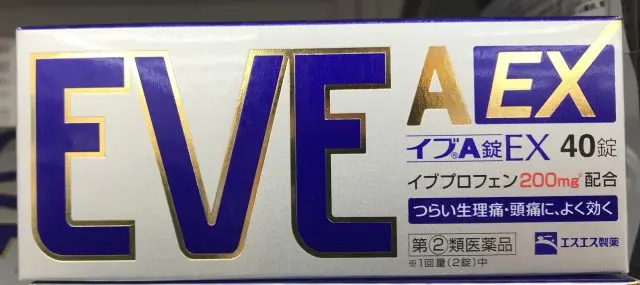 EVE A EX
イブ®A錠EX 40錠
イブプロフェン200mg※配合
つらい生理痛・頭痛に、よく効く
指定②類医薬品 エスエス製薬
※1回量(2錠)中